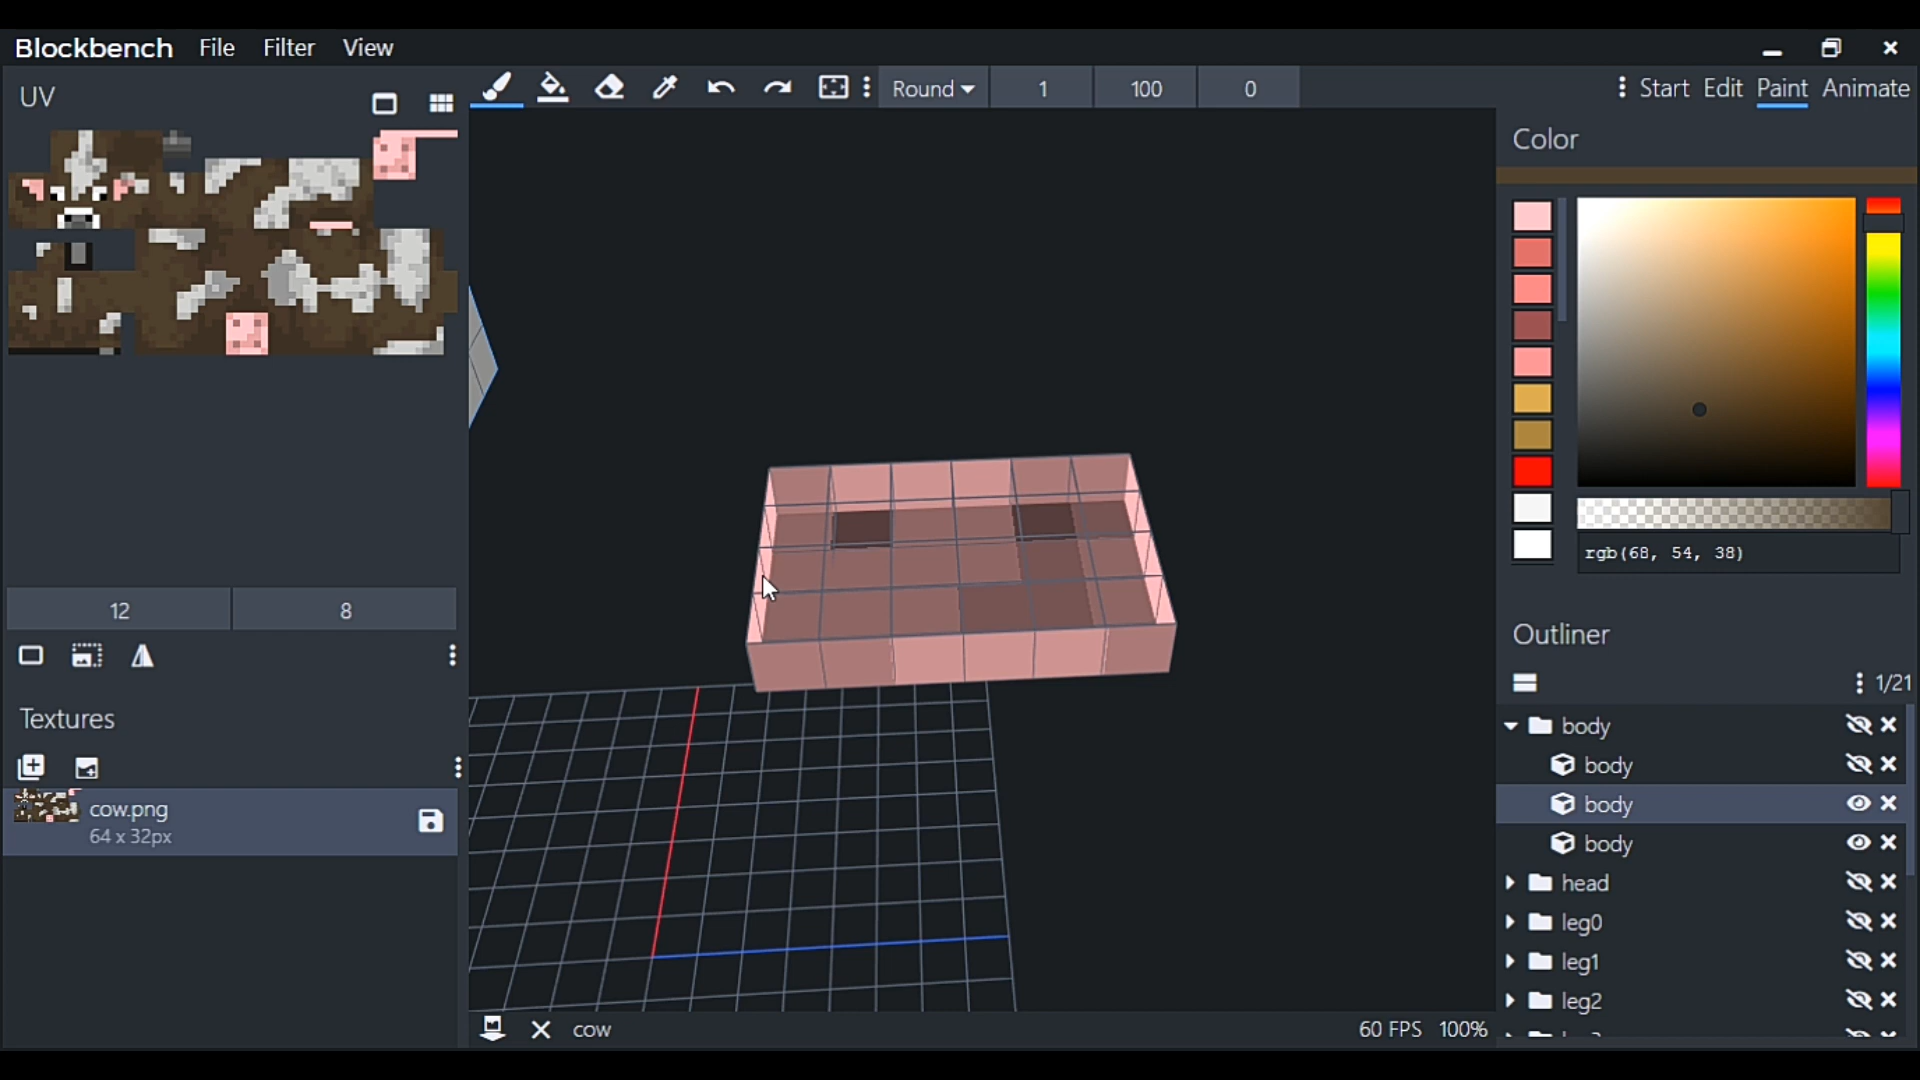 Blockbench File Filter View
UV
Round 1 100 0
Start Edit Paint Animate
Color
rgb(68, 54, 38)
12 8
Outliner
1/21
Textures
cow.png
64 x 32px
body
body
body
body
head
leg0
leg1
leg2
cow
60 FPS 100%